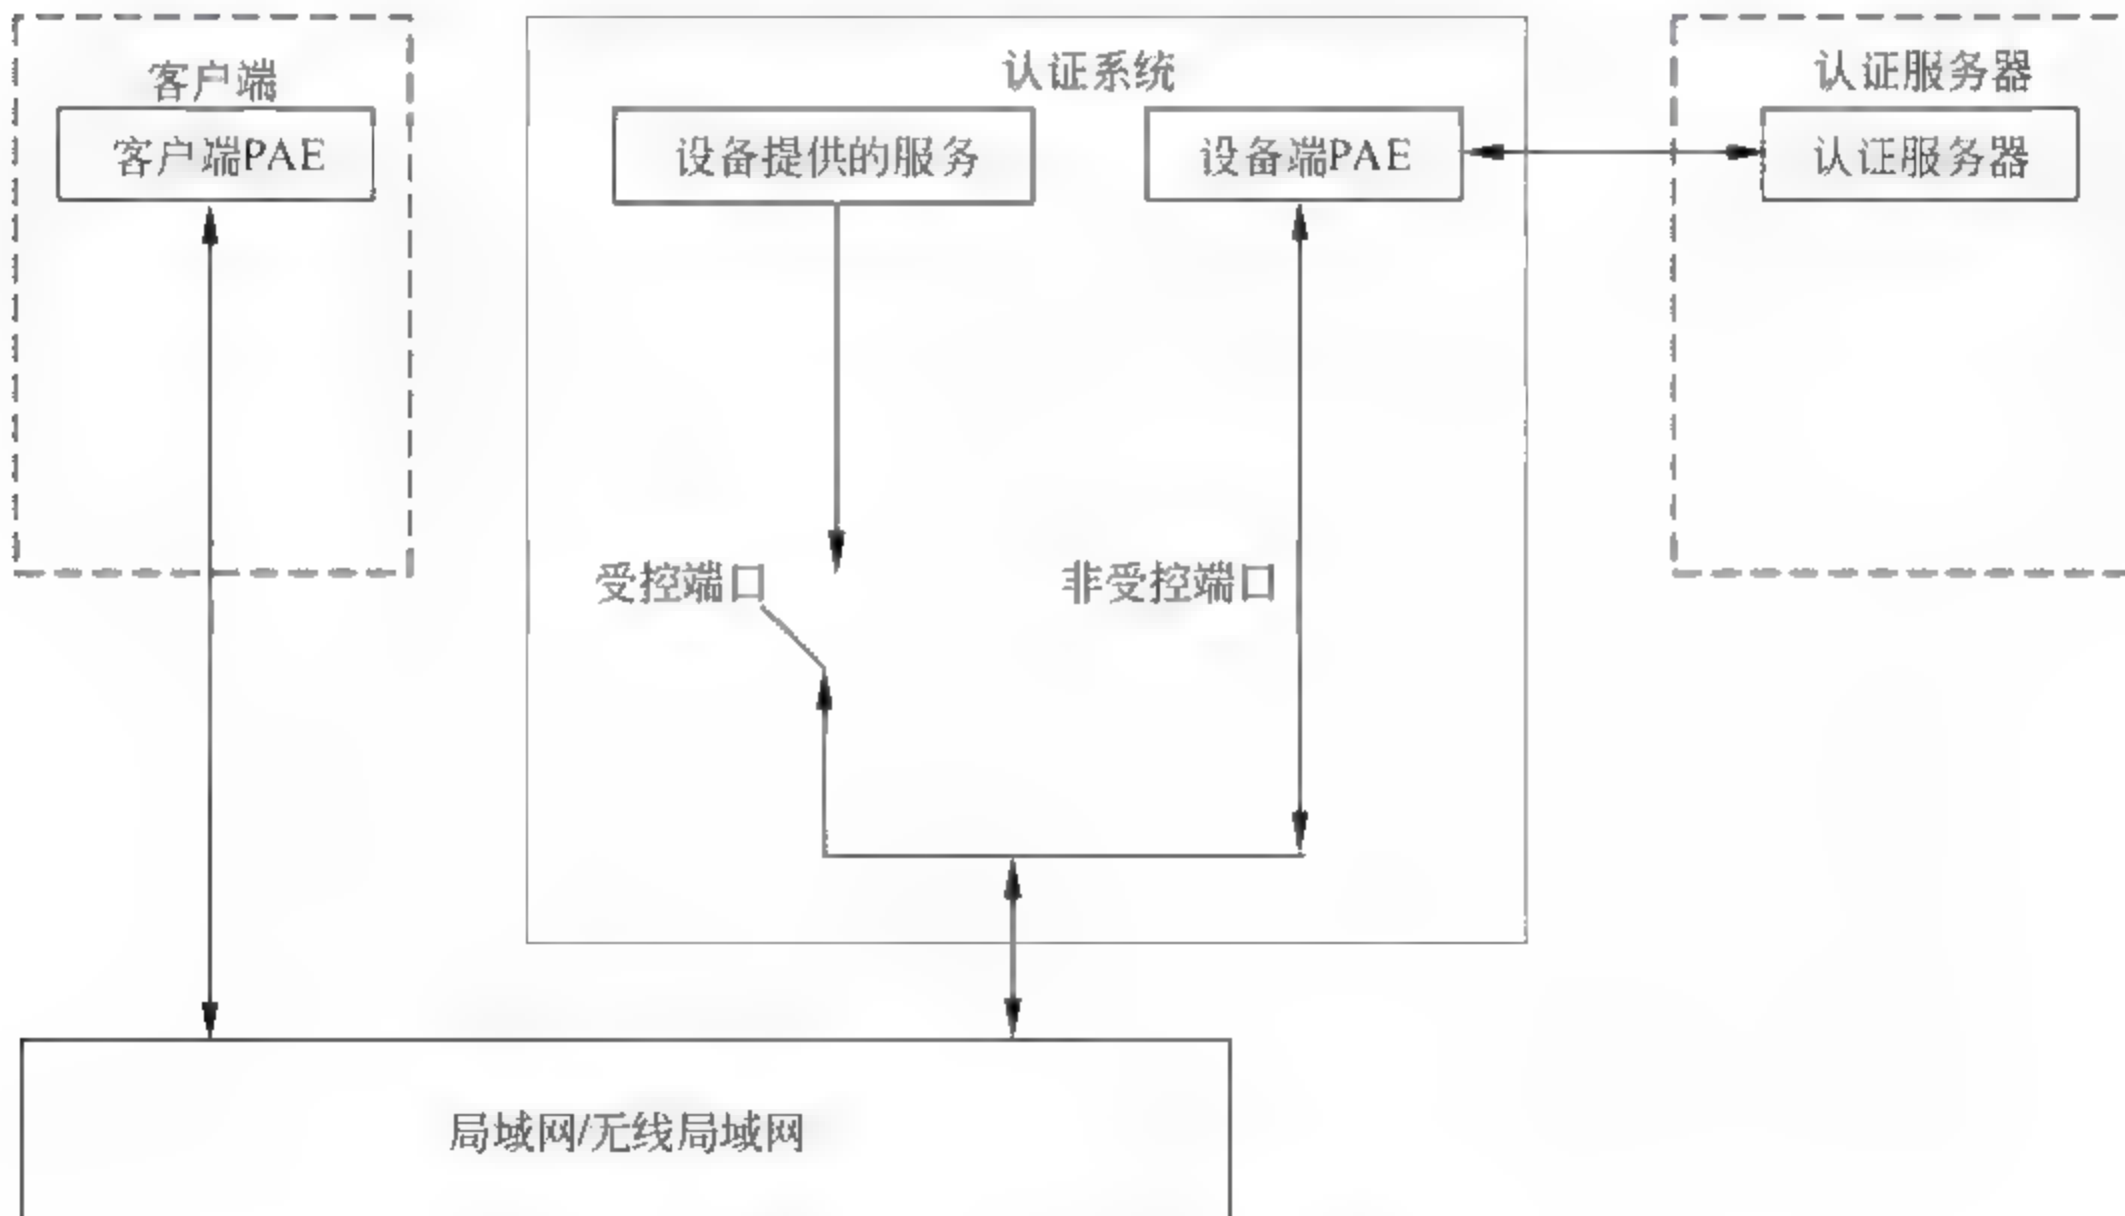 客户端
认证系统
认证服务器
客户端PAE
设备提供的服务
设备端PAE
认证服务器
受控端口
非受控端口
局域网/无线局域网